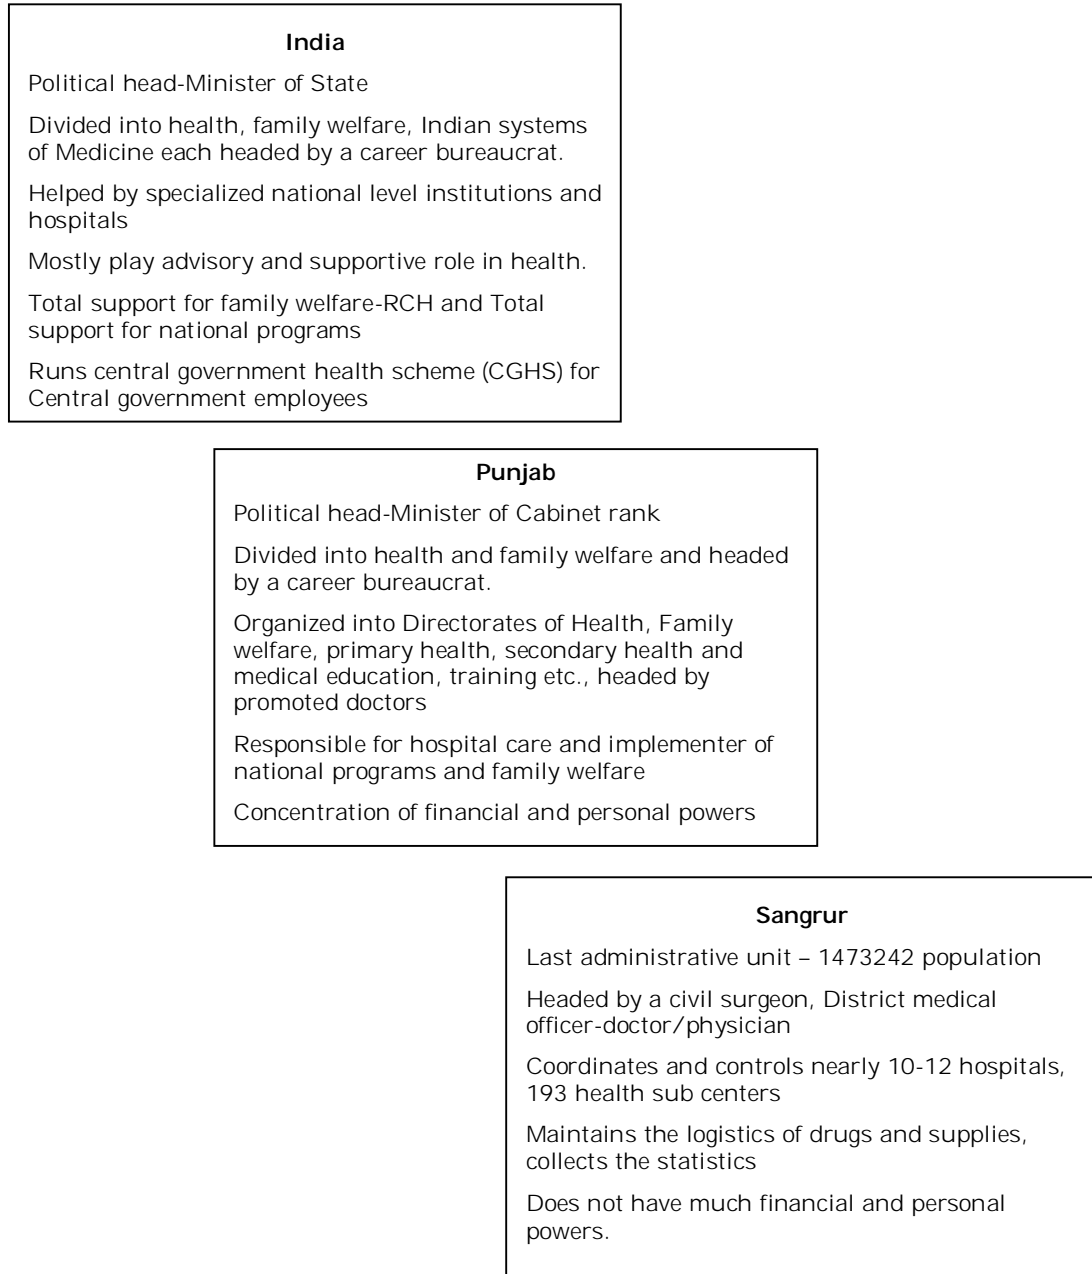 India
Political head-Minister of State
Divided into health, family welfare, Indian systems
of Medicine each headed by a career bureaucrat.
Helped by specialized national level institutions and
hospitals
Mostly play advisory and supportive role in health.
Total support for family welfare-RCH and Total
support for national programs
Runs central government health scheme (CGHS) for
Central government employees
Punjab
Political head-Minister of Cabinet rank
Divided into health and family welfare and headed
by a career bureaucrat.
Organized into Directorates of Health, Family
welfare, primary health, secondary health and
medical education, training etc., headed by
promoted doctors
Responsible for hospital care and implementer of
national programs and family welfare
Concentration of financial and personal powers
Sangrur
Last administrative unit – 1473242 population
Headed by a civil surgeon, District medical
officer-doctor/physician
Coordinates and controls nearly 10-12 hospitals,
193 health sub centers
Maintains the logistics of drugs and supplies,
collects the statistics
Does not have much financial and personal
powers.